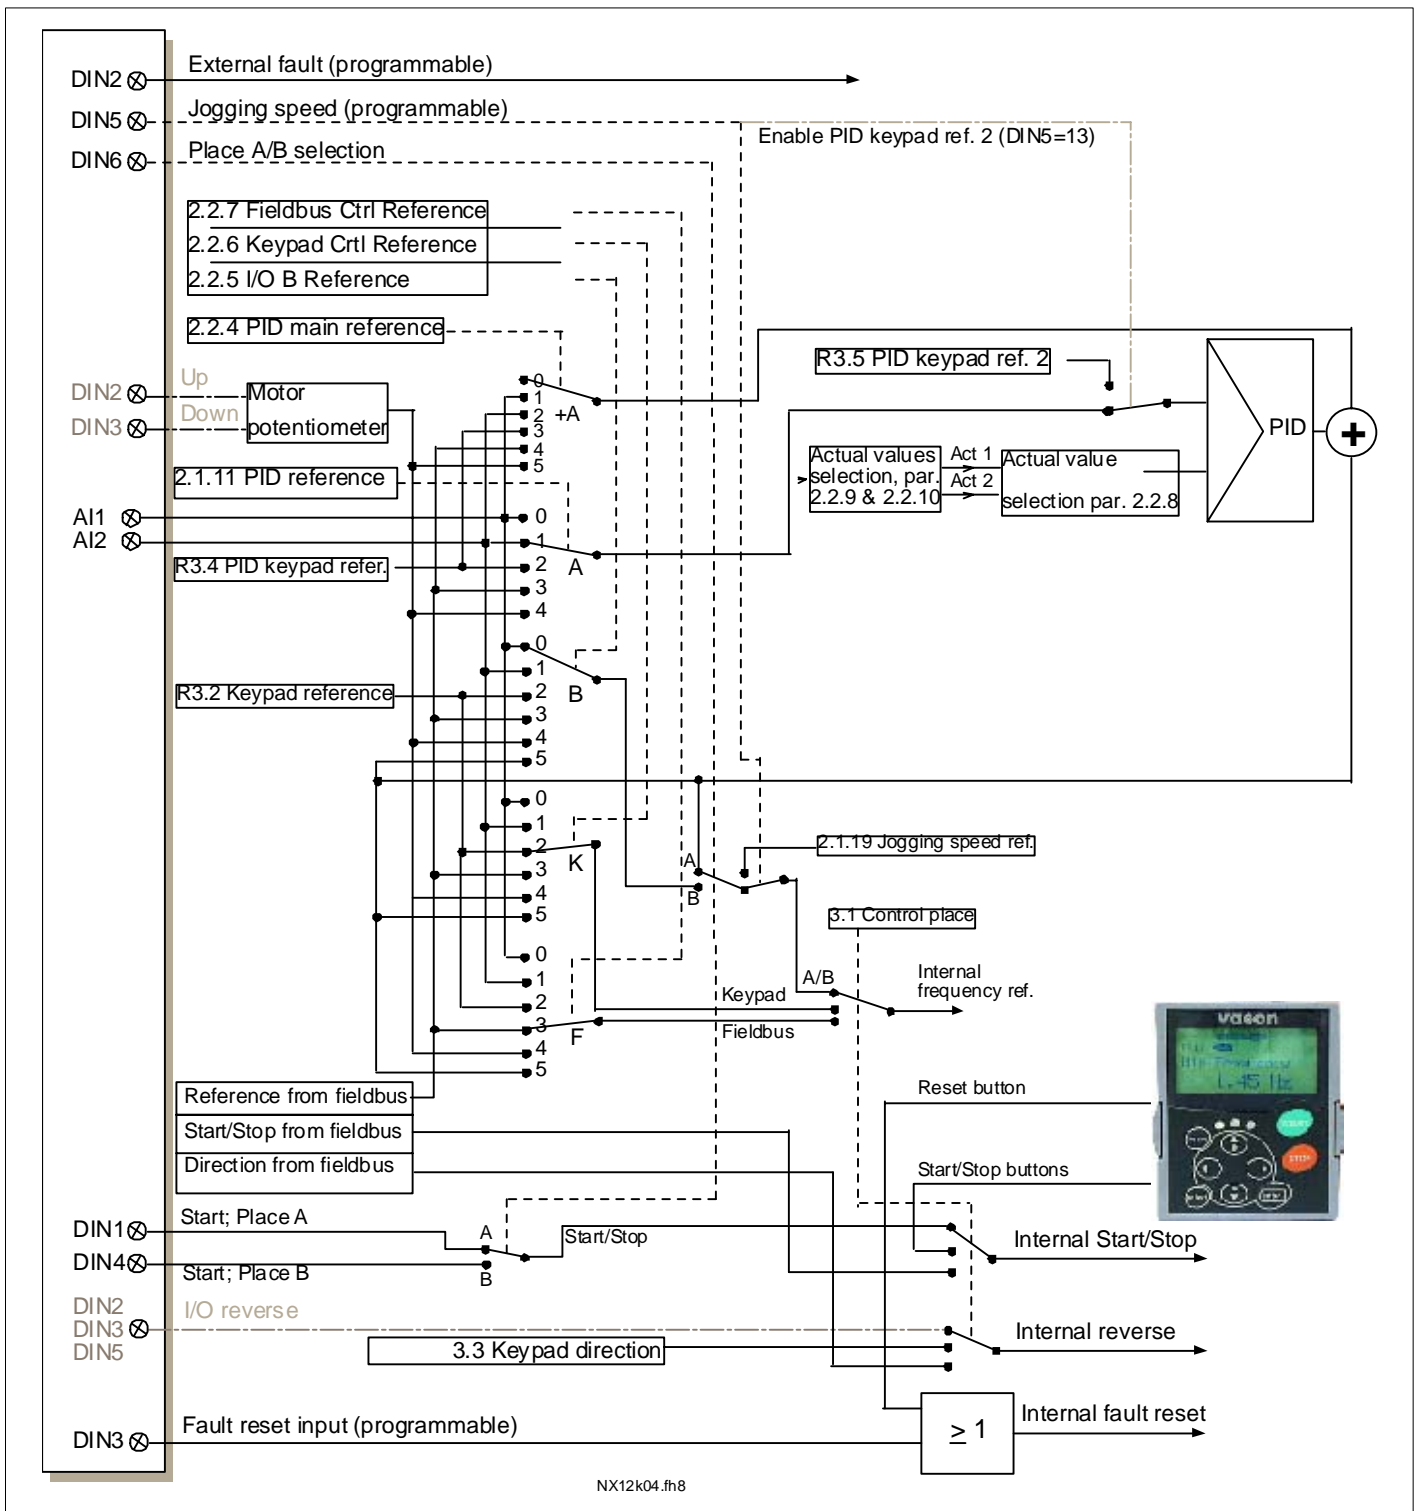 DIN2
External fault (programmable)
DIN5
Jogging speed (programmable)
Enable PID keypad ref. 2 (DIN5=13)
DIN6
Place A/B selection
2.2.7 Fieldbus Ctrl Reference
2.2.6 Keypad Crtl Reference
2.2.5 I/O B Reference
2.2.4 PID main reference
R3.5 PID keypad ref. 2
DIN2
Up
DIN3
Down
Motor
potentiometer
0
1
2
3
4
5
+A
PID
+
Actual values
selection, par.
2.2.9 & 2.2.10
Act 1
Act 2
Actual value
selection par. 2.2.8
2.1.11 PID reference
AI1
AI2
R3.4 PID keypad refer.
0
1
2
3
4
A
R3.2 Keypad reference
0
1
2
3
4
5
B
0
1
2
3
4
5
K
A
B
2.1.19 Jogging speed ref.
3.1 Control place
0
1
2
3
4
5
F
A/B
Keypad
Fieldbus
Internal
frequency ref.
vacon
1.45 Hz
Reference from fieldbus
Start/Stop from fieldbus
Direction from fieldbus
Reset button
Start/Stop buttons
DIN1
Start; Place A
DIN4
Start; Place B
A
B
Start/Stop
Internal Start/Stop
DIN2
DIN3
DIN5
I/O reverse
3.3 Keypad direction
Internal reverse
DIN3
Fault reset input (programmable)
≥ 1
Internal fault reset
NX12k04.fh8